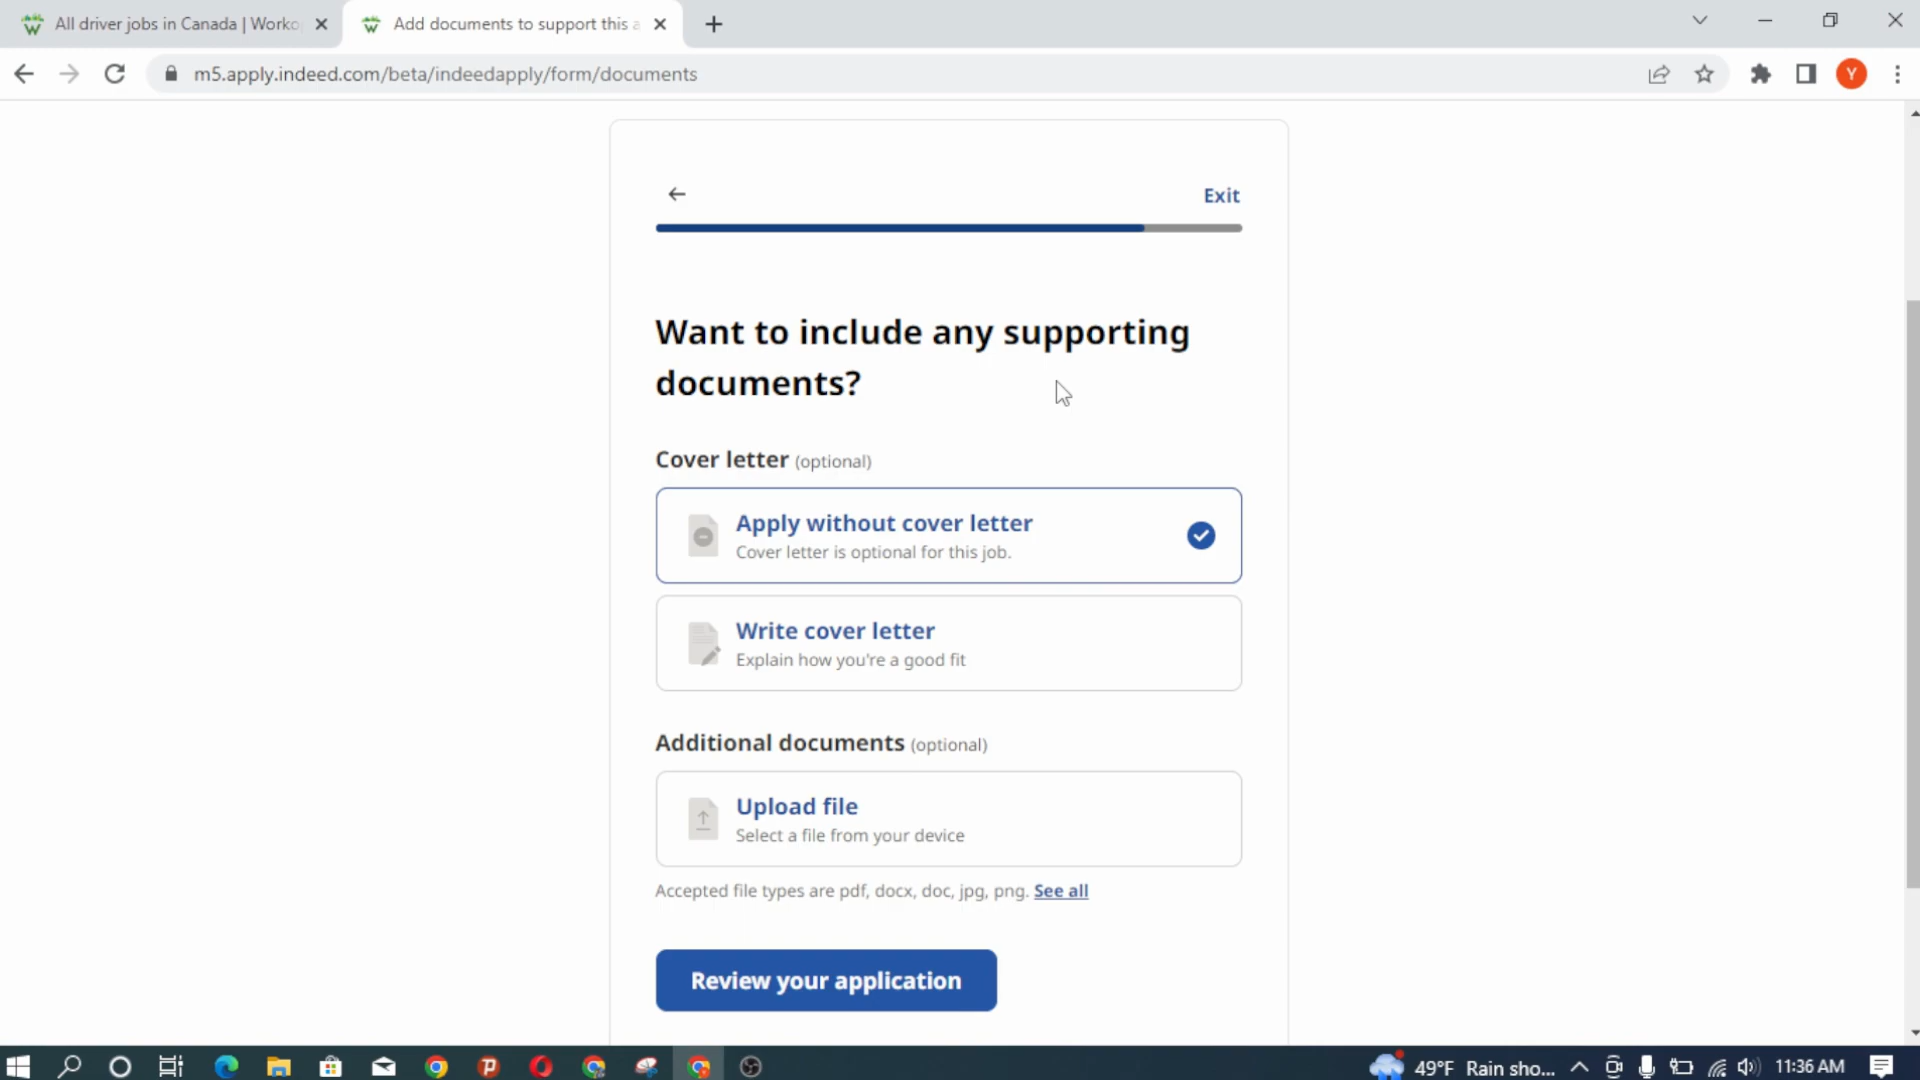 All driver jobs in Canada | Worko
Add documents to support this a
m5.apply.indeed.com/beta/indeedapply/form/documents
Y
Exit
Want to include any supporting
documents?
Cover letter (optional)
Apply without cover letter
Cover letter is optional for this job.
Write cover letter
Explain how you're a good fit
Additional documents (optional)
Upload file
Select a file from your device
Accepted file types are pdf, docx, doc, jpg, png. See all
Review your application
49°F Rain sho... 11:36 AM